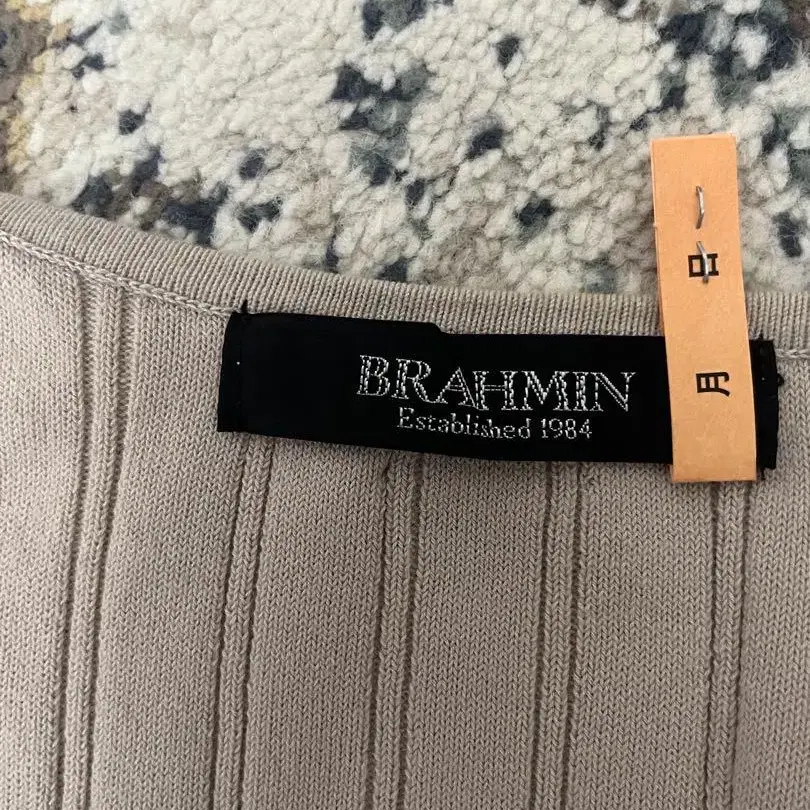 BRAHMIN
Established 1984
月
日